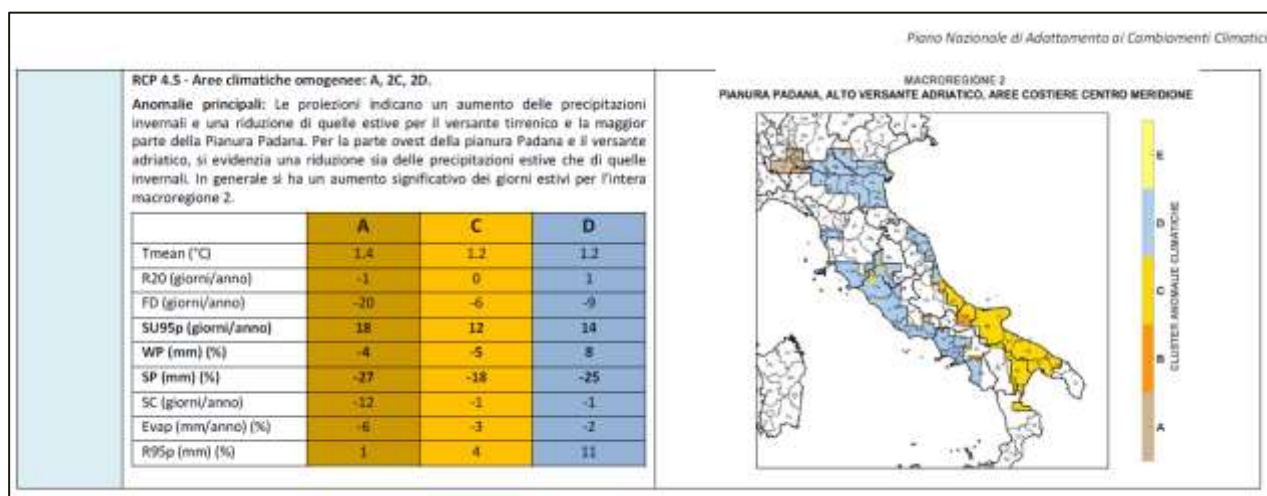 Piano Nazionale di Adattamento ai Cambiamenti Climatici
RCP 4.5 - Aree climatiche omogenee: A, 2C, 2D.
Anomalie principali: Le proiezioni indicano un aumento delle precipitazioni
invernali e una riduzione di quelle estive per il versante tirrenico e la maggior
parte della Pianura Padana. Per la parte ovest della pianura Padana e il versante
adriatico, si evidenzia una riduzione sia delle precipitazioni estive che di quelle
invernali. In generale si ha un aumento significativo dei giorni estivi per l'intera
macroregione 2.
A C D
Tmean (°C) 1.4 1.2 1.2
R20 (giorni/anno) -1 0 1
FD (giorni/anno) -20 -6 -9
SU95p (giorni/anno) 18 12 14
WP (mm) (%) -4 -5 8
SP (mm) (%) -27 -18 -25
SC (giorni/anno) -12 -1 -1
Evap (mm/anno) (%) -6 -3 -2
R95p (mm) (%) 1 4 11
MACROREGIONE 2
PIANURA PADANA, ALTO VERSANTE ADRIATICO, AREE COSTIERE CENTRO MERIDIONE
E
D
C
B
A
CLUSTER ANOMALIE CLIMATICHE